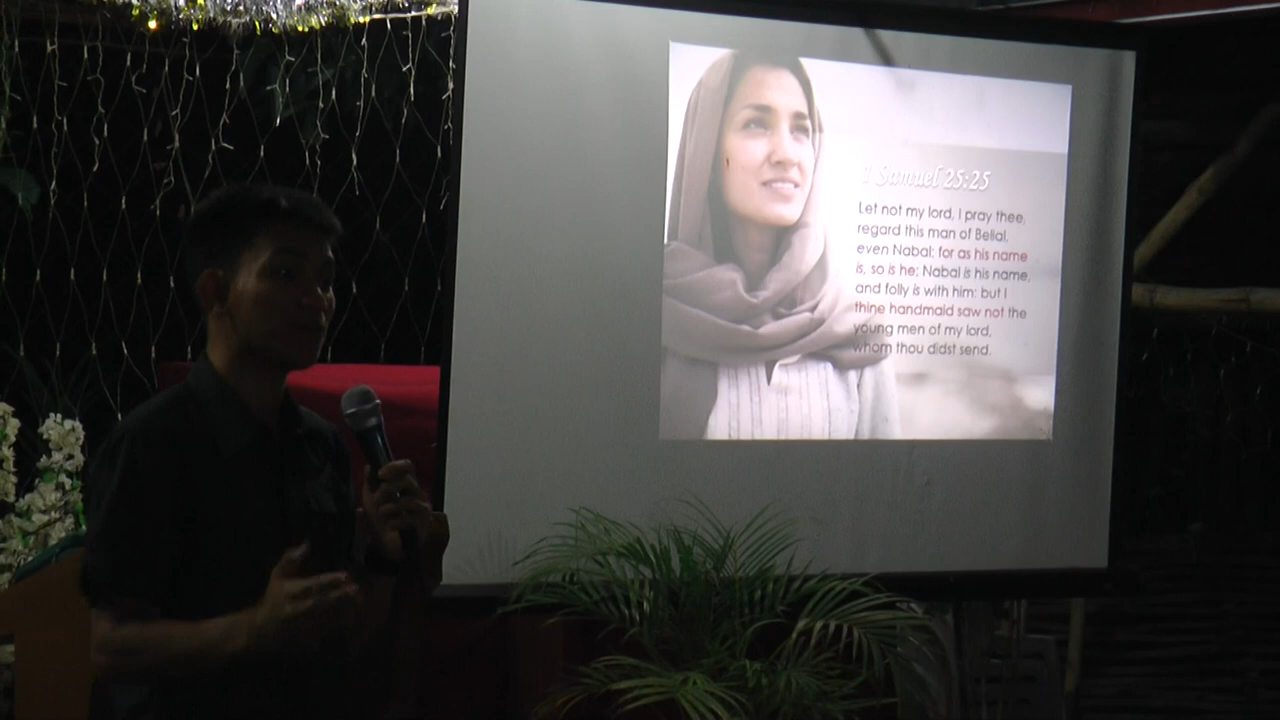 1 Samuel 25:25
Let not my lord, I pray thee,
regard this man of Belial,
even Nabal: for as his name
is, so is he; Nabal is his name,
and folly is with him: but I
thine handmaid saw not the
young men of my lord,
whom thou didst send.